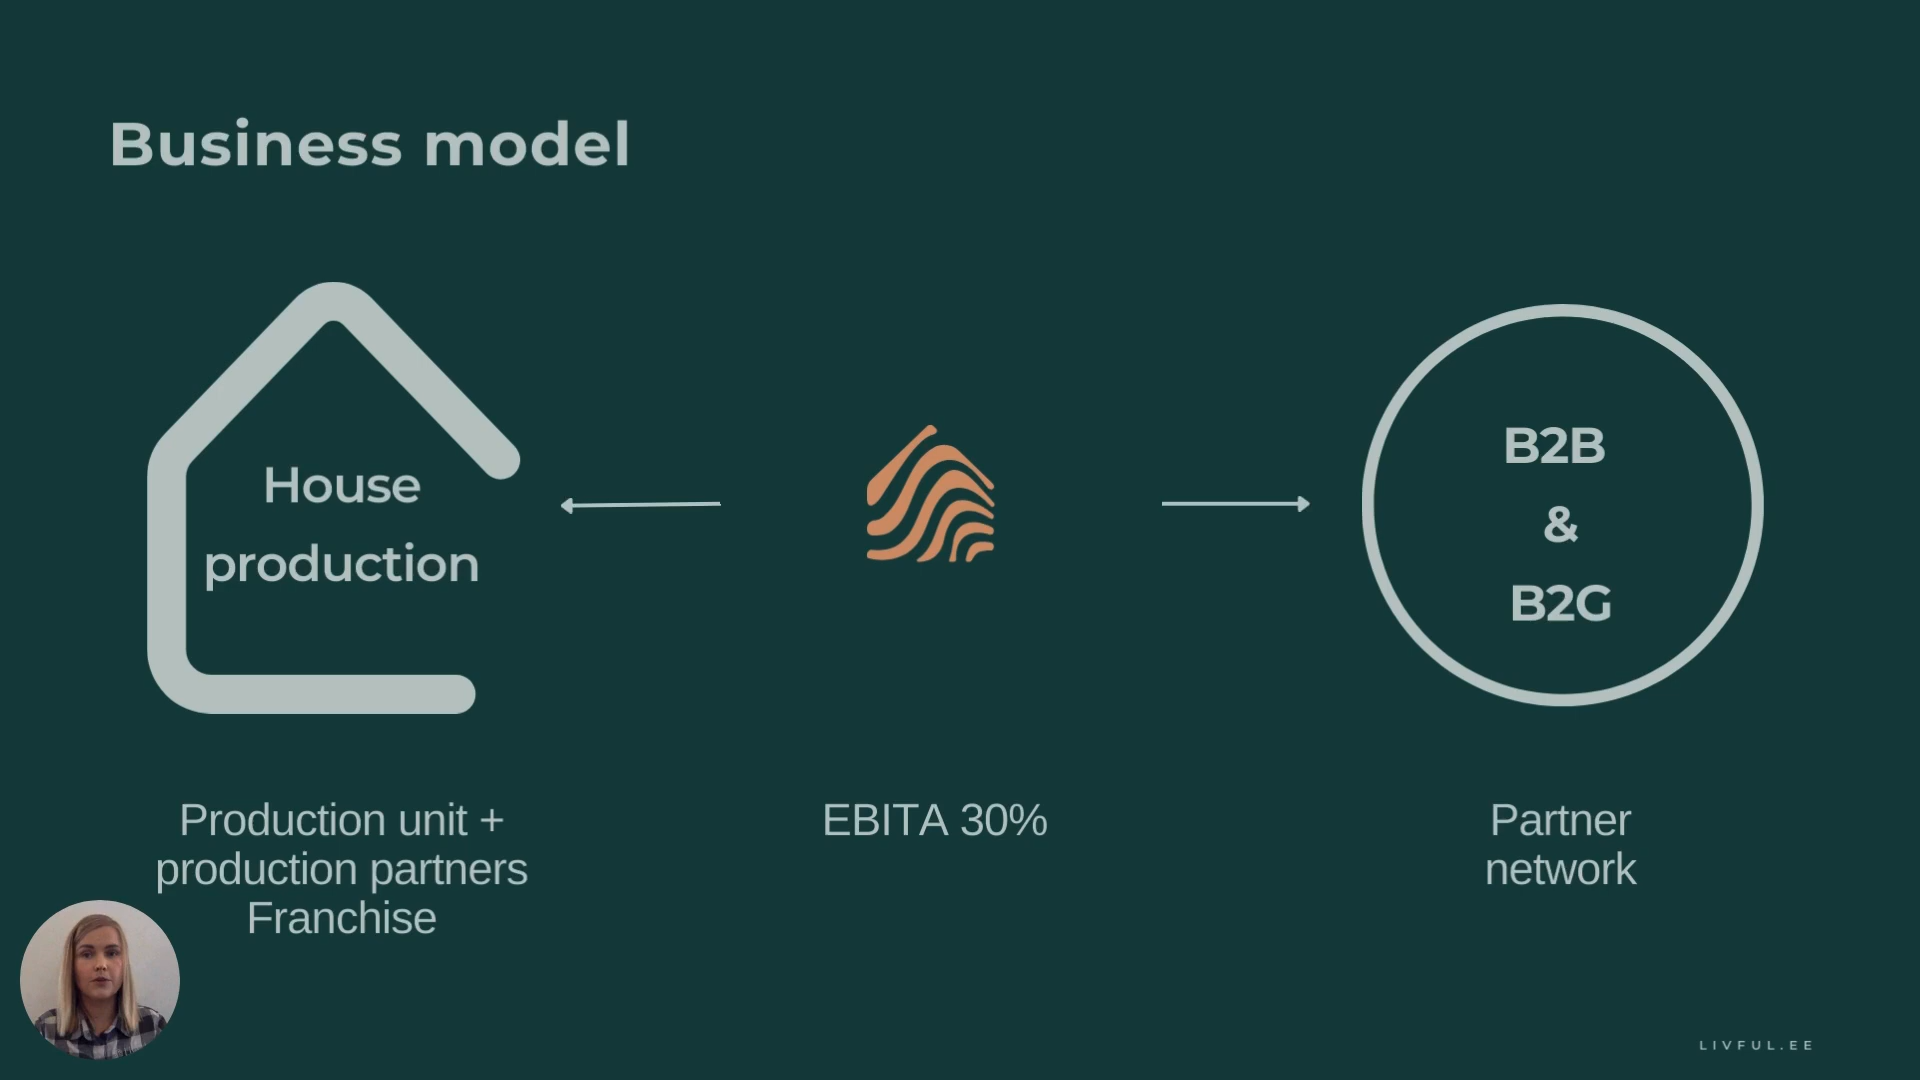 Business model
House
production
B2B
&
B2G
Production unit +
production partners
Franchise
EBITA 30%
Partner
network
LIVFUL.EE